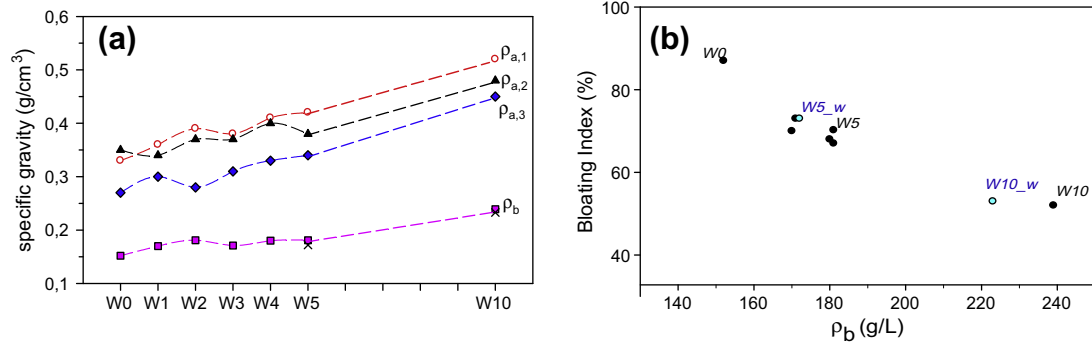 (a)
specific gravity (g/cm³)
0,6
0,5
0,4
0,3
0,2
0,1
ρa,1
ρa,2
ρa,3
ρb
W0 W1 W2 W3 W4 W5 W10
(b)
Bloating Index (%)
100
80
60
40
W0
W5_w
W5
W10_w
W10
140 160 180 200 220 240
ρb (g/L)